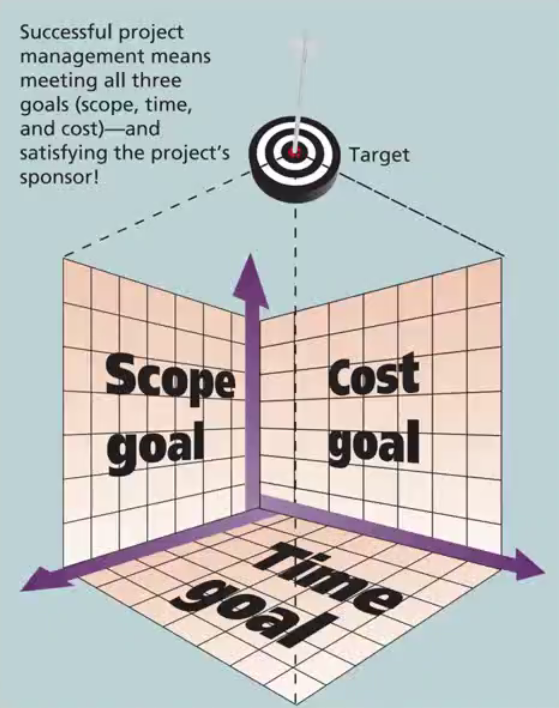 Successful project
management means
meeting all three
goals (scope, time,
and cost)—and
satisfying the project's
sponsor!
Target
Scope
goal
Cost
goal
Time
goal